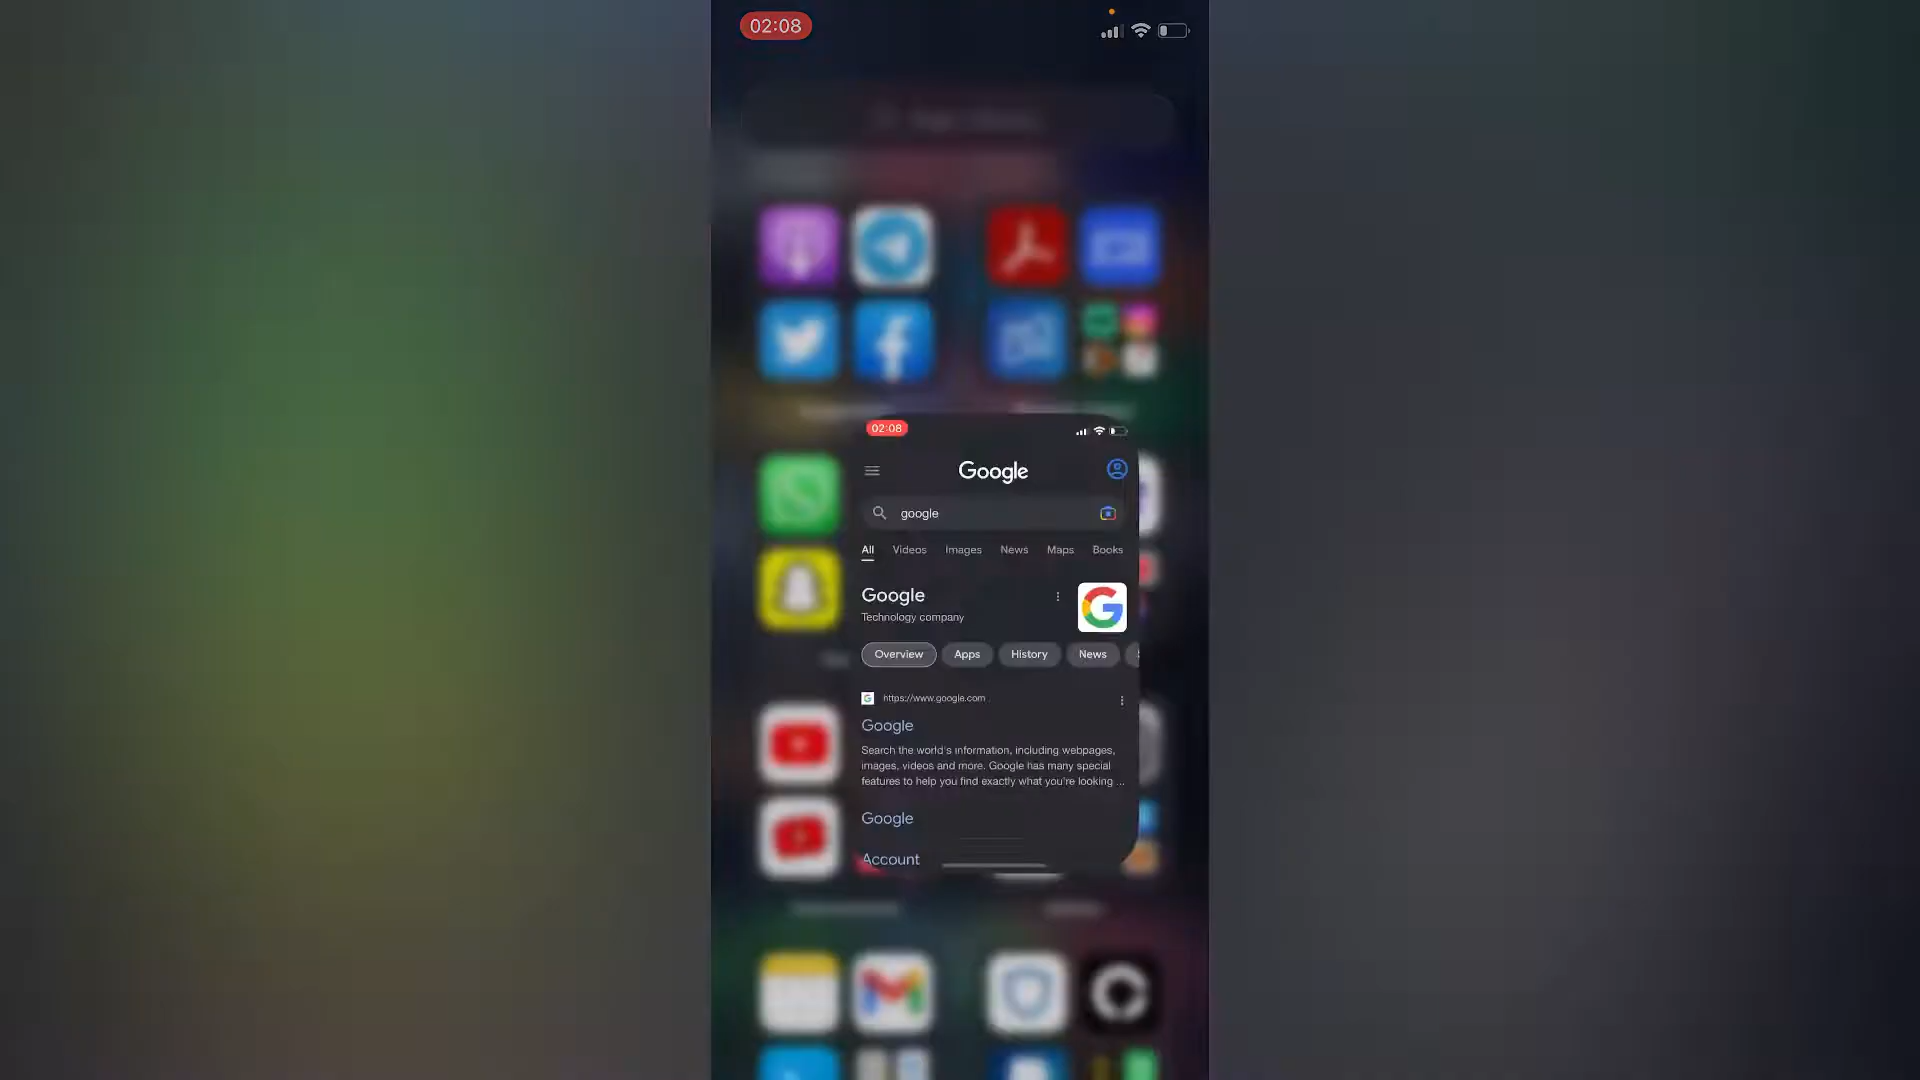 02:08
02:08
Google
google
All Videos Images News Maps Books
Google
Technology company
Overview Apps History News
https://www.google.com
Google
Search the world's information, including webpages,
images, videos and more. Google has many special
features to help you find exactly what you're looking ...
Google
Account